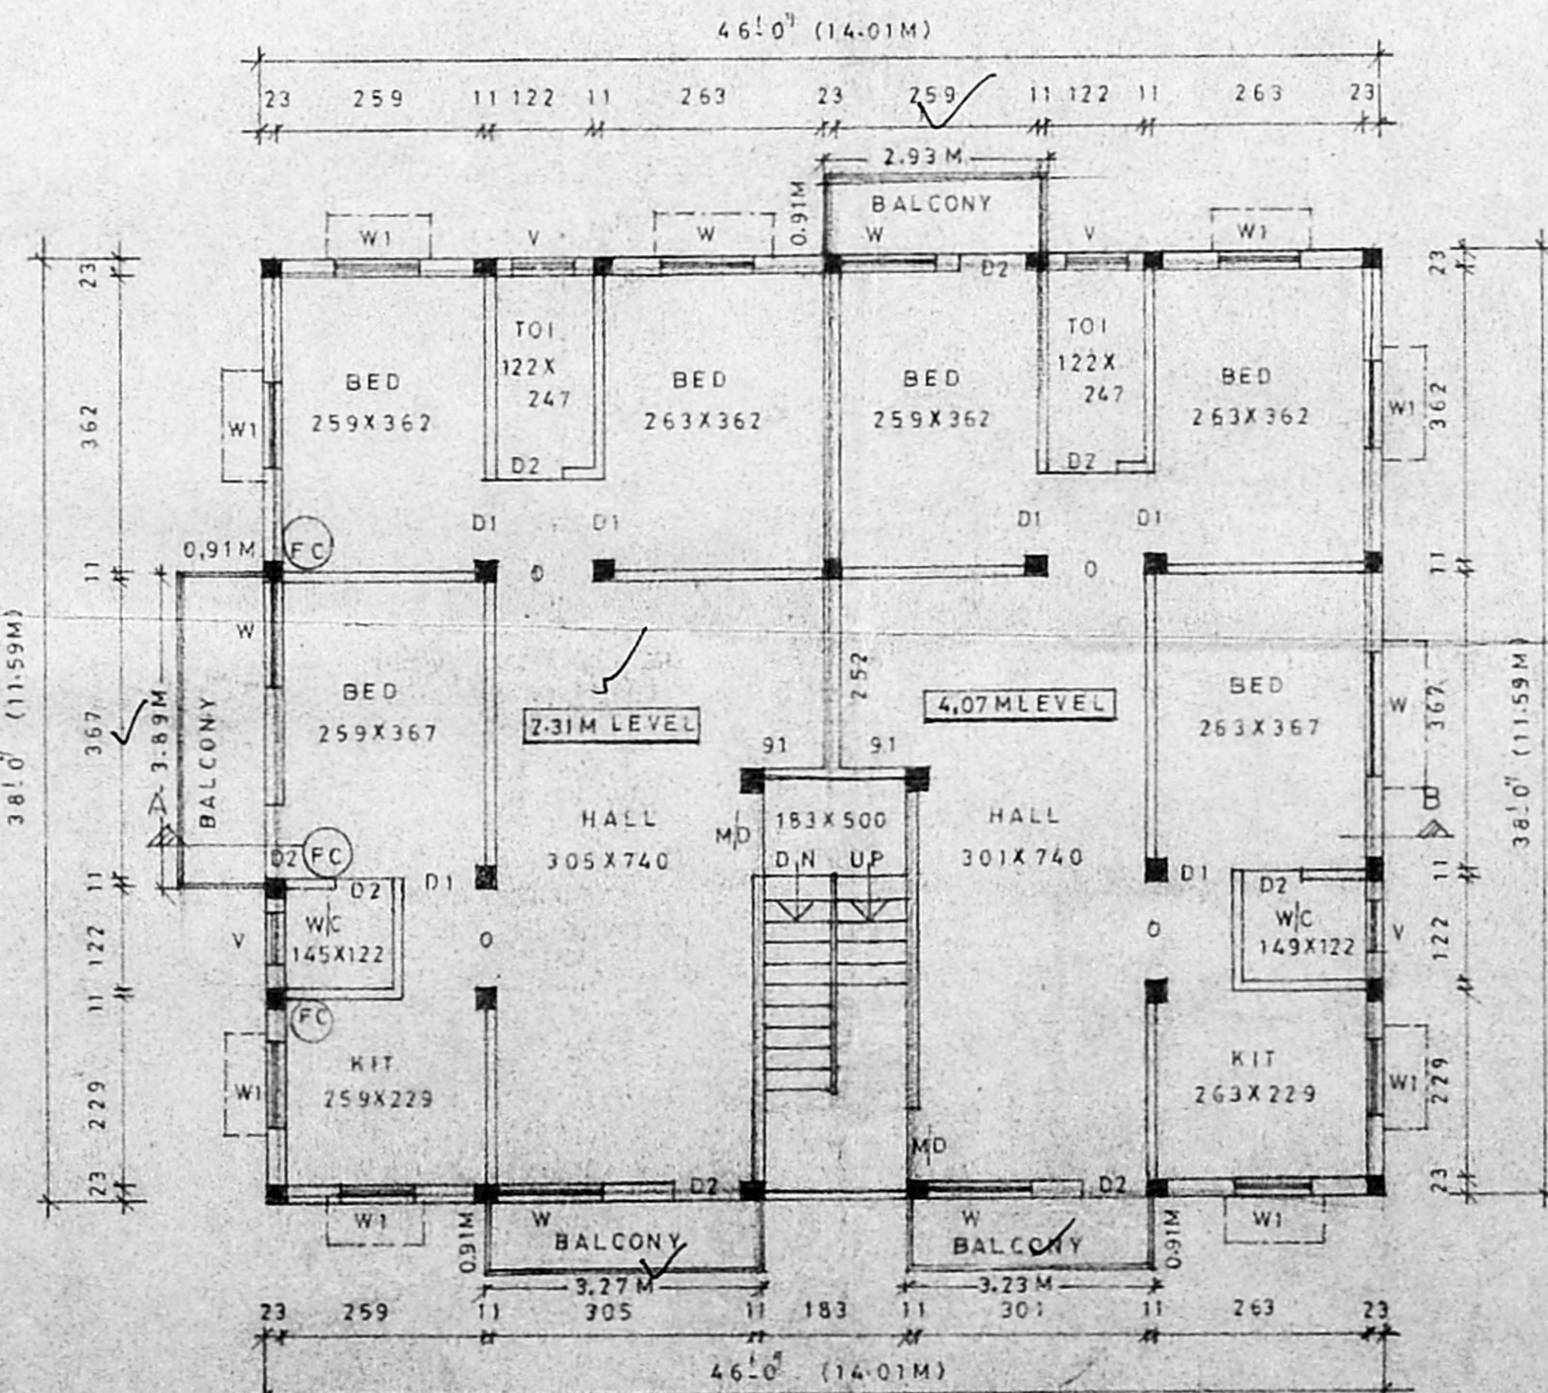 46'-0" (14.01M)
23 259 11 122 11 263 23 259 11 122 11 263 23
2.93 M
0.91M
BALCONY
W1 V W W V W1
D2
23 23
TOI
122X
247
TOI
122X
247
BED
259X362
BED
263X362
BED
259X362
BED
263X362
W1 W1
362 362
D2 D2
D1 D1 D1 D1
0.91M FC
O O
11 11
38'-0" (11.59M)
38'-0" (11.59M)
W
252
BED
259X367
2.31M LEVEL
4.07M LEVEL
BED
263X367
W
367 367
3.89M
BALCONY
91 91
A B
HALL
305X740
M/D
183X500
HALL
301X740
DN UP
D2 FC
D2 D1 D1 D2
11 11
W/C
145X122
W/C
149X122
V O O V
122 122
11
FC
KIT
259X229
KIT
263X229
W1 W1
229 229
M/D
D2 D2
23 23
W1 W W W1
0.91M BALCONY BALCONY 0.91M
3.27 M 3.23 M
23 259 11 305 11 183 11 301 11 263 23
46'-0" (14.01M)